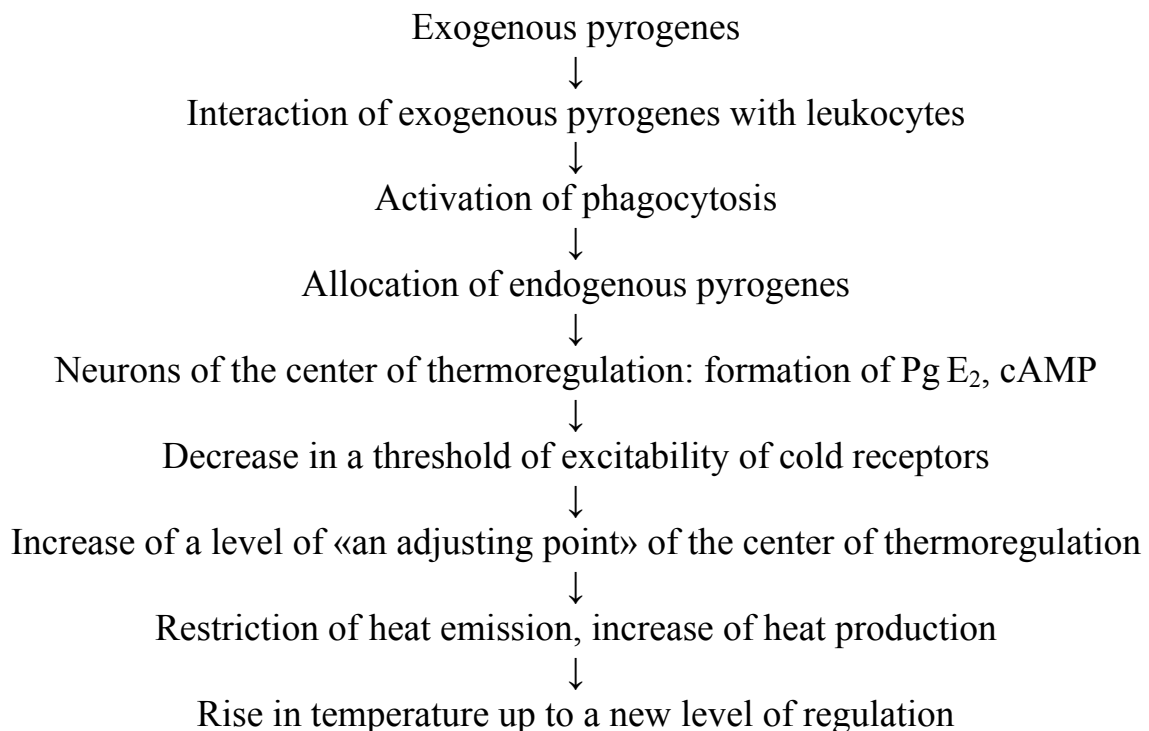 Exogenous pyrogenes
↓
Interaction of exogenous pyrogenes with leukocytes
↓
Activation of phagocytosis
↓
Allocation of endogenous pyrogenes
↓
Neurons of the center of thermoregulation: formation of Pg E₂, cAMP
↓
Decrease in a threshold of excitability of cold receptors
↓
Increase of a level of «an adjusting point» of the center of thermoregulation
↓
Restriction of heat emission, increase of heat production
↓
Rise in temperature up to a new level of regulation